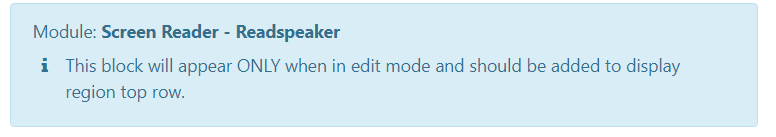 Module: Screen Reader - Readspeaker
This block will appear ONLY when in edit mode and should be added to display
region top row.